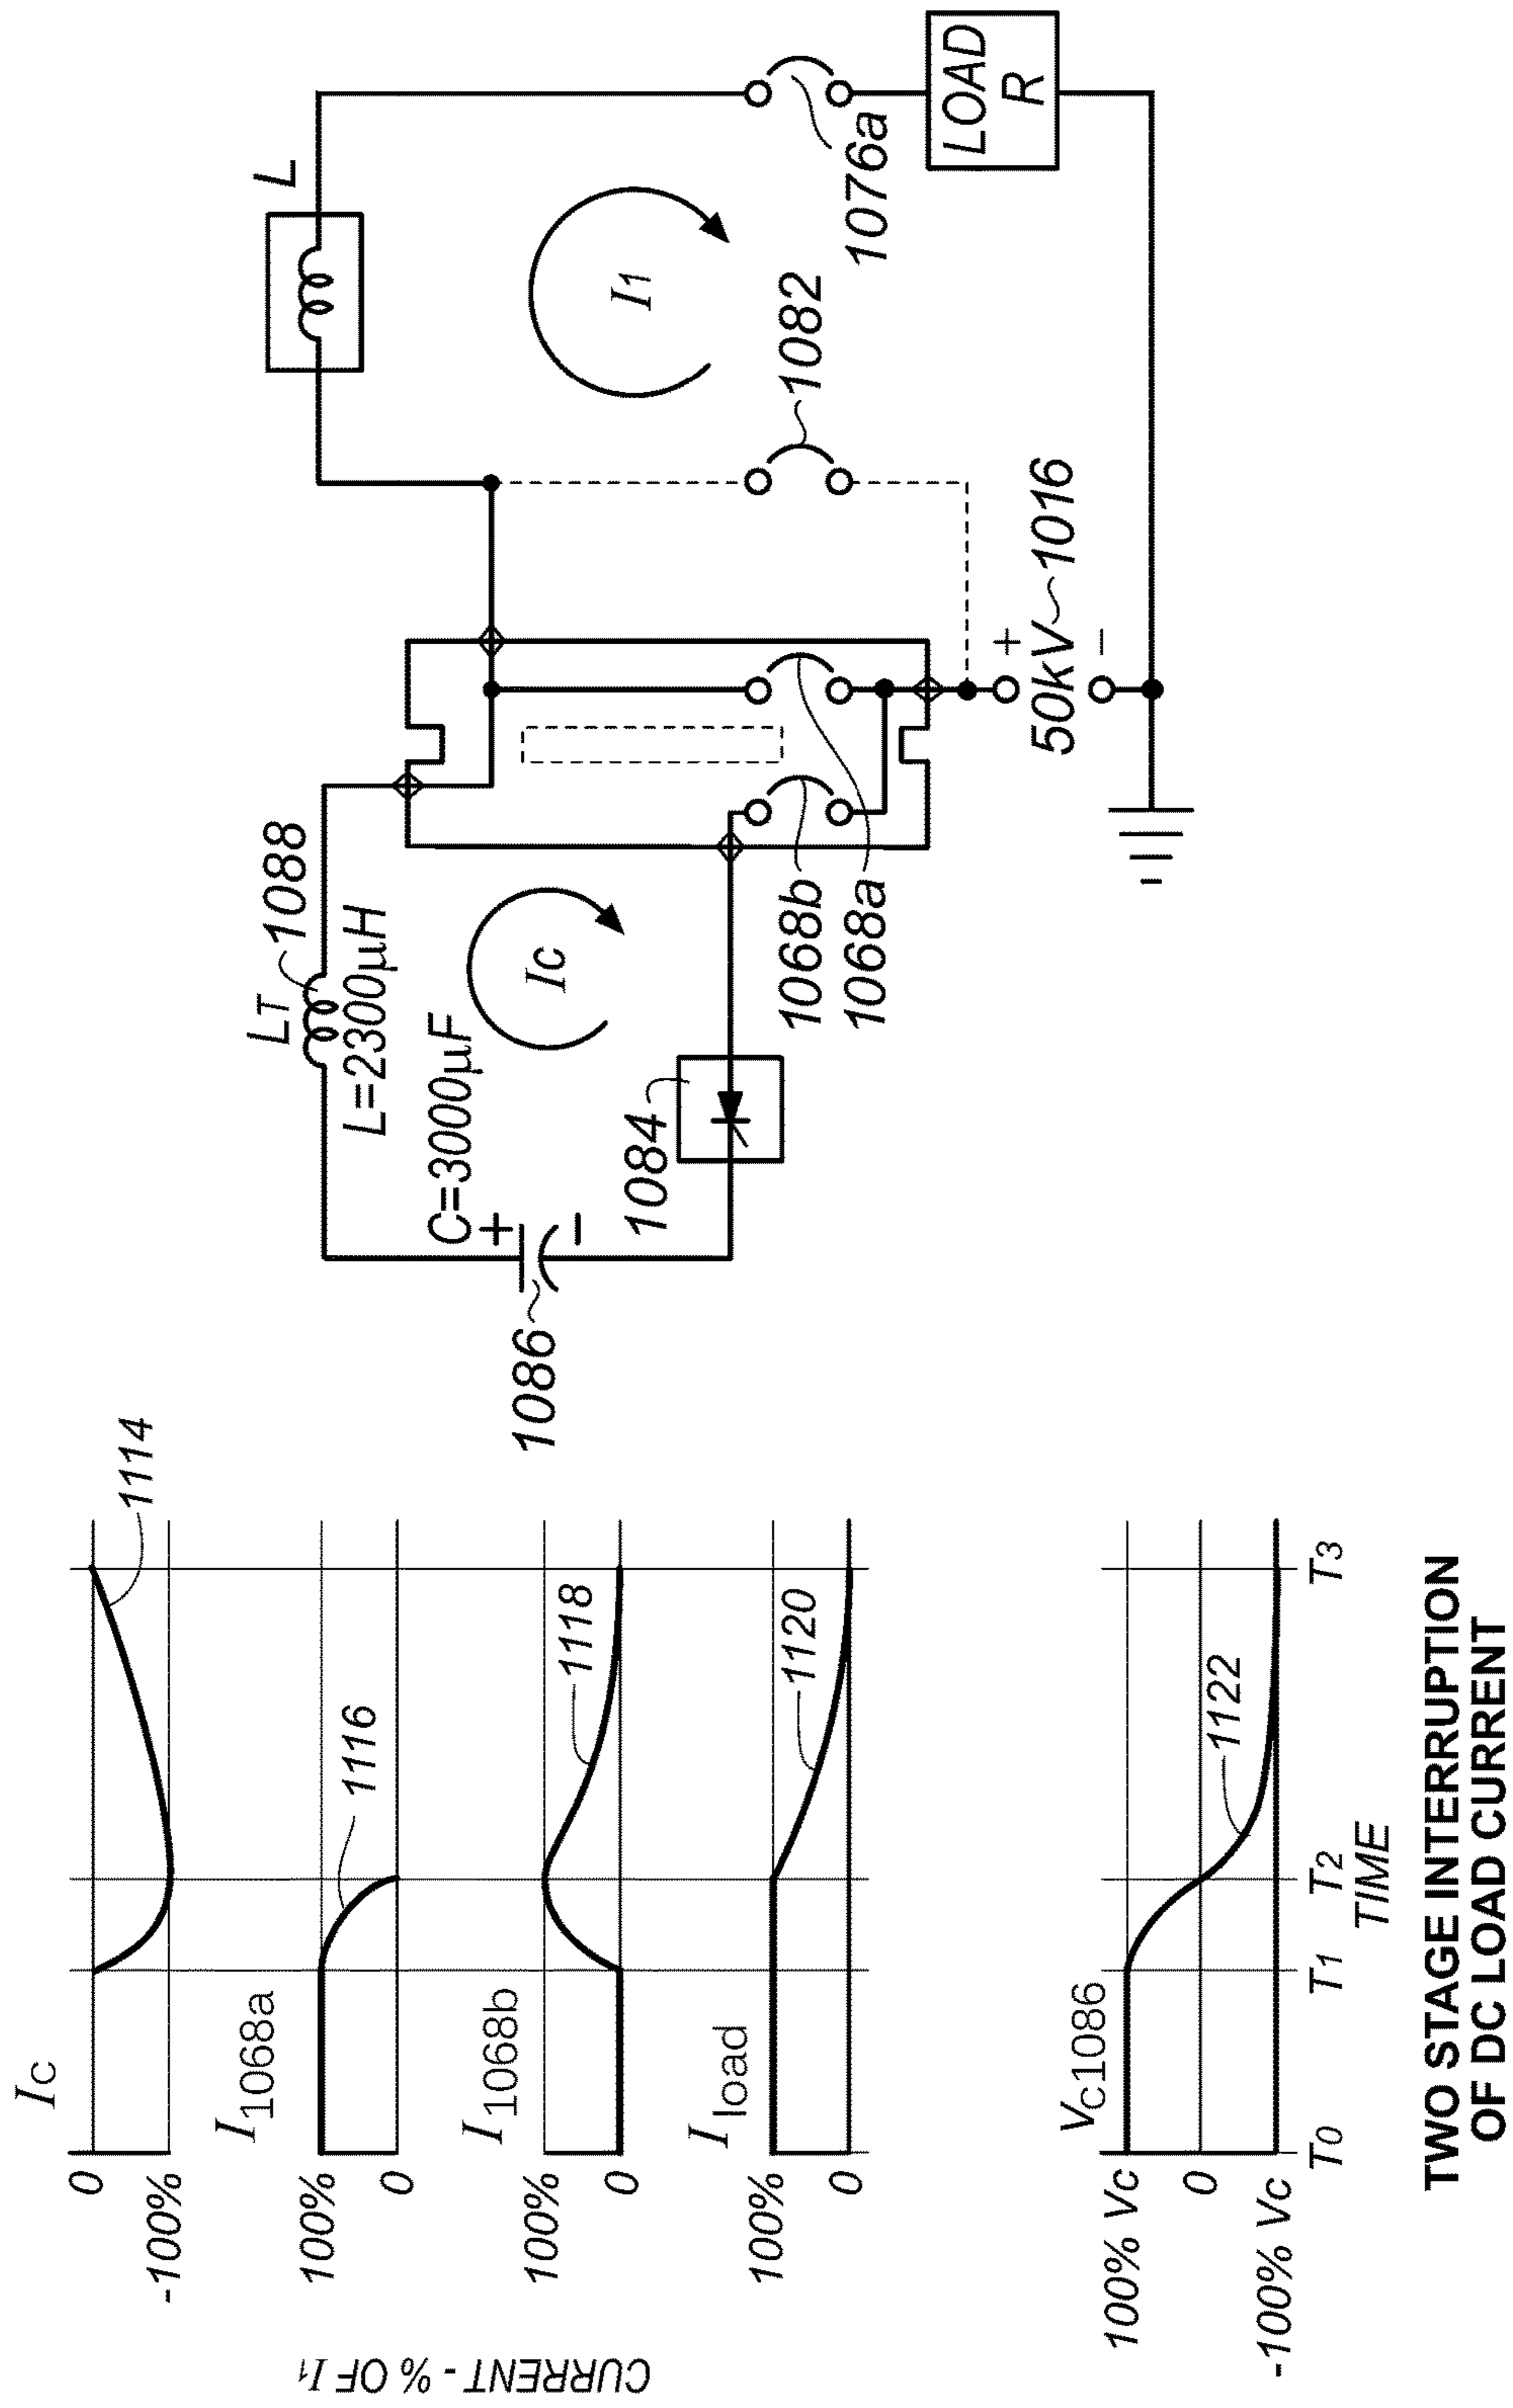 L
I1
1076a
LOAD
R
1082
50kV
1016
+
−
LT
1088
L=2300µH
C=3000µF
Ic
1068b
1068a
1084
+
−
1086
IC
0
-100%
1114
I1068a
100%
0
1116
I1068b
100%
0
1118
Iload
100%
0
1120
CURRENT - % OF I1
VC1086
100% Vc
0
-100% Vc
1122
T0
T1
T2
T3
TIME
TWO STAGE INTERRUPTION
OF DC LOAD CURRENT